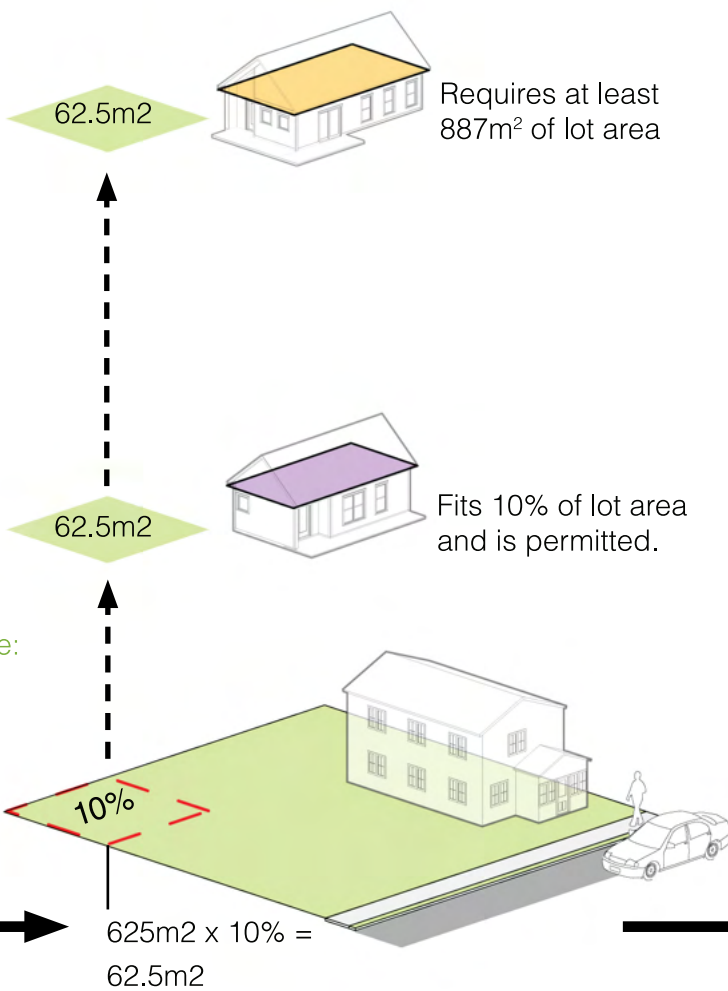 62.5m2
Requires at least
887m² of lot area
62.5m2
Fits 10% of lot area
and is permitted.
e:
10%
625m2 x 10% =
62.5m2